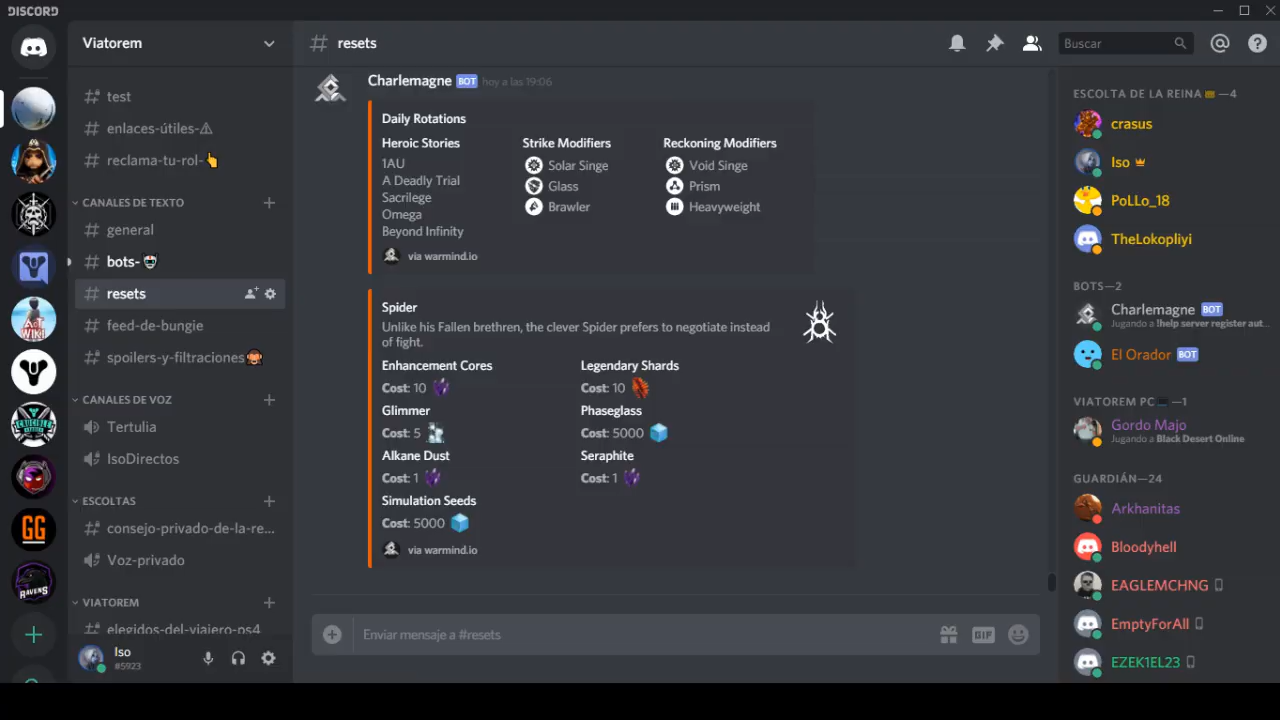 DISCORD
Viatorem
test
enlaces-útiles-⚠
reclama-tu-rol-👆
CANALES DE TEXTO
general
bots-
resets
feed-de-bungie
spoilers-y-filtraciones🙉
CANALES DE VOZ
Tertulia
IsoDirectos
ESCOLTAS
consejo-privado-de-la-re...
Voz-privado
VIATOREM
elegidos-del-viajero-ps4
Iso
#5923
WIKI
CRUCIBLE
GG
RAVENS
# resets
Buscar
Charlemagne BOT hoy a las 19:06
Daily Rotations
Heroic Stories
1AU
A Deadly Trial
Sacrilege
Omega
Beyond Infinity
Strike Modifiers
Solar Singe
Glass
Brawler
Reckoning Modifiers
Void Singe
Prism
Heavyweight
via warmind.io
Spider
Unlike his Fallen brethren, the clever Spider prefers to negotiate instead
of fight.
Enhancement Cores
Cost: 10
Legendary Shards
Cost: 10
Glimmer
Cost: 5
Phaseglass
Cost: 5000
Alkane Dust
Cost: 1
Seraphite
Cost: 1
Simulation Seeds
Cost: 5000
via warmind.io
Enviar mensaje a #resets
GIF
ESCOLTA DE LA REINA—4
crasus
Iso
PoLLo_18
TheLokopliyi
BOTS—2
Charlemagne BOT
Jugando a !help server register aut...
El Orador BOT
VIATOREM PC—1
Gordo Majo
Jugando a Black Desert Online
GUARDIÁN—24
Arkhanitas
Bloodyhell
EAGLEMCHNG
EmptyForAll
EZEK1EL23